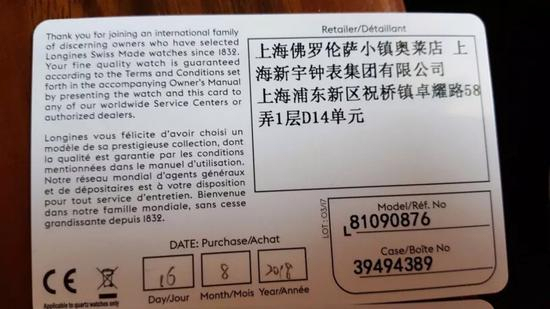 Thank you for joining an international family
of discerning owners who have selected
Longines Swiss Made watches since 1832.
Your fine quality watch is guaranteed
according to the Terms and Conditions set
forth in the accompanying Owner's Manual
by presenting the watch and this card to
any of our worldwide Service Centers or
authorized dealers.
Longines vous félicite d'avoir choisi un
modèle de sa prestigieuse collection, dont
la qualité est garantie par les conditions
mentionnées dans le manuel d'utilisation.
Notre réseau mondial d'agents généraux
et de dépositaires est à votre disposition
pour tout service d'entretien. Bienvenue
dans notre famille mondiale, sans cesse
grandissante depuis 1832.
Retailer/Détaillant
上海佛罗伦萨小镇奥莱店 上
海新宇钟表集团有限公司
上海浦东新区祝桥镇卓耀路58
弄1层D14单元
LOT: 03/17
Model/Réf. No
L81090876
Case/Boîte No
39494389
DATE: Purchase/Achat
16 8 2018
Day/Jour Month/Mois Year/Année
CE
Applicable to quartz watches only